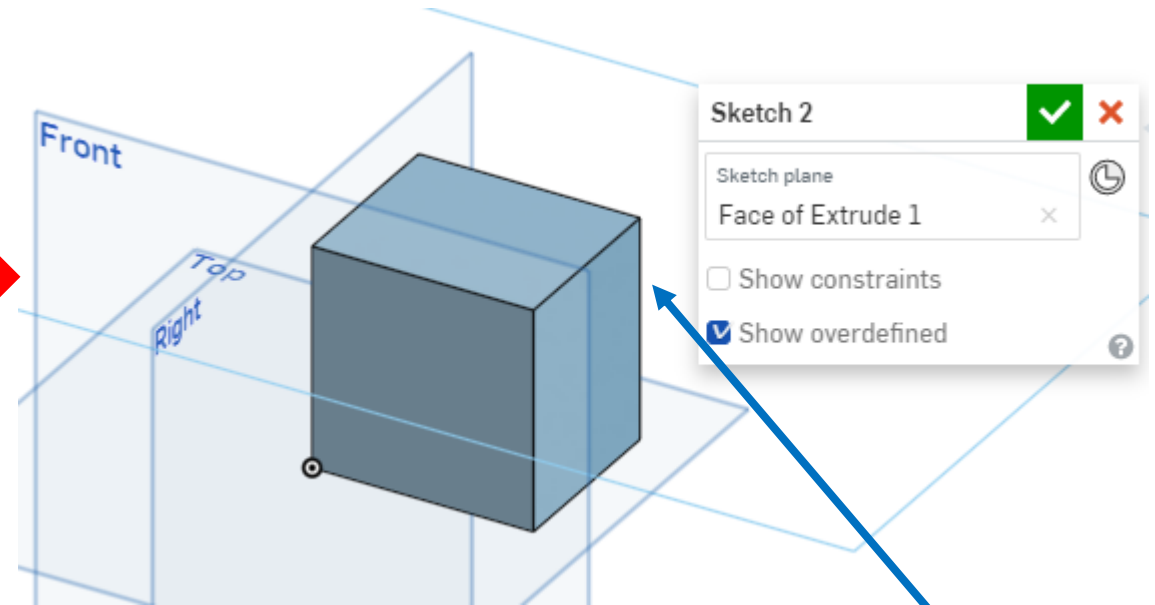 Front
Top
Right
Sketch 2
Sketch plane
Face of Extrude 1
Show constraints
Show overdefined